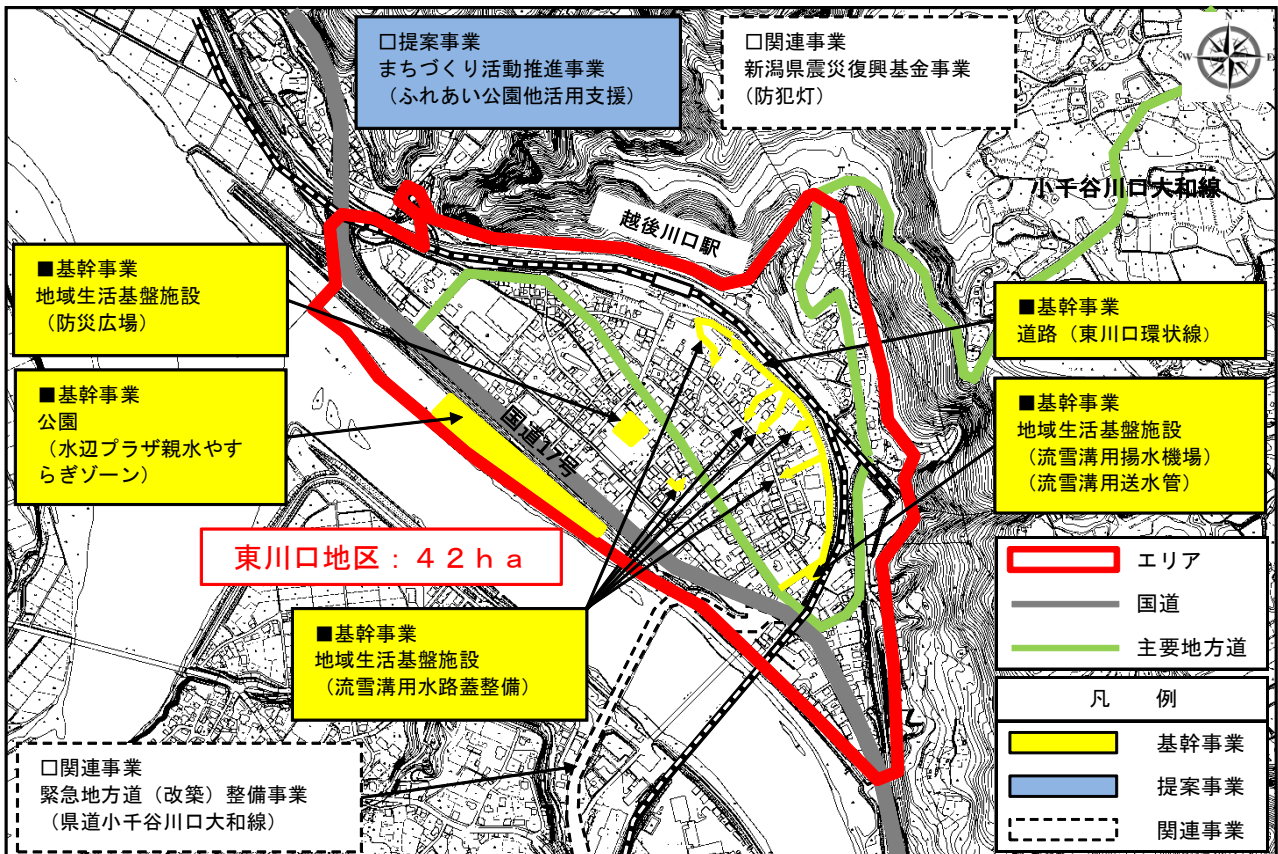 □提案事業
まちづくり活動推進事業
(ふれあい公園他活用支援)
□関連事業
新潟県震災復興基金事業
(防犯灯)
N
W
E
S
小千谷川口大和線
越後川口駅
■基幹事業
地域生活基盤施設
(防災広場)
■基幹事業
道路(東川口環状線)
■基幹事業
公園
(水辺プラザ親水やす
らぎゾーン)
国道17号
■基幹事業
地域生活基盤施設
(流雪溝用揚水機場)
(流雪溝用送水管)
東川口地区:42ha
■基幹事業
地域生活基盤施設
(流雪溝用水路蓋整備)
□関連事業
緊急地方道(改築)整備事業
(県道小千谷川口大和線)
エリア
国道
主要地方道
凡 例
基幹事業
提案事業
関連事業